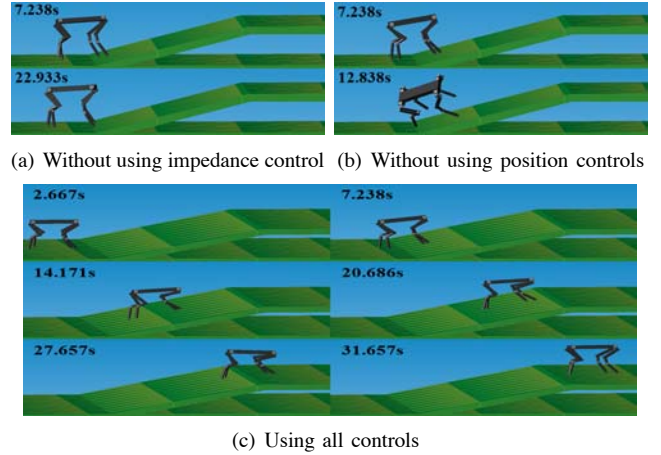 7.238s
22.933s
7.238s
12.838s
(a) Without using impedance control
(b) Without using position controls
2.667s
7.238s
14.171s
20.686s
27.657s
31.657s
(c) Using all controls